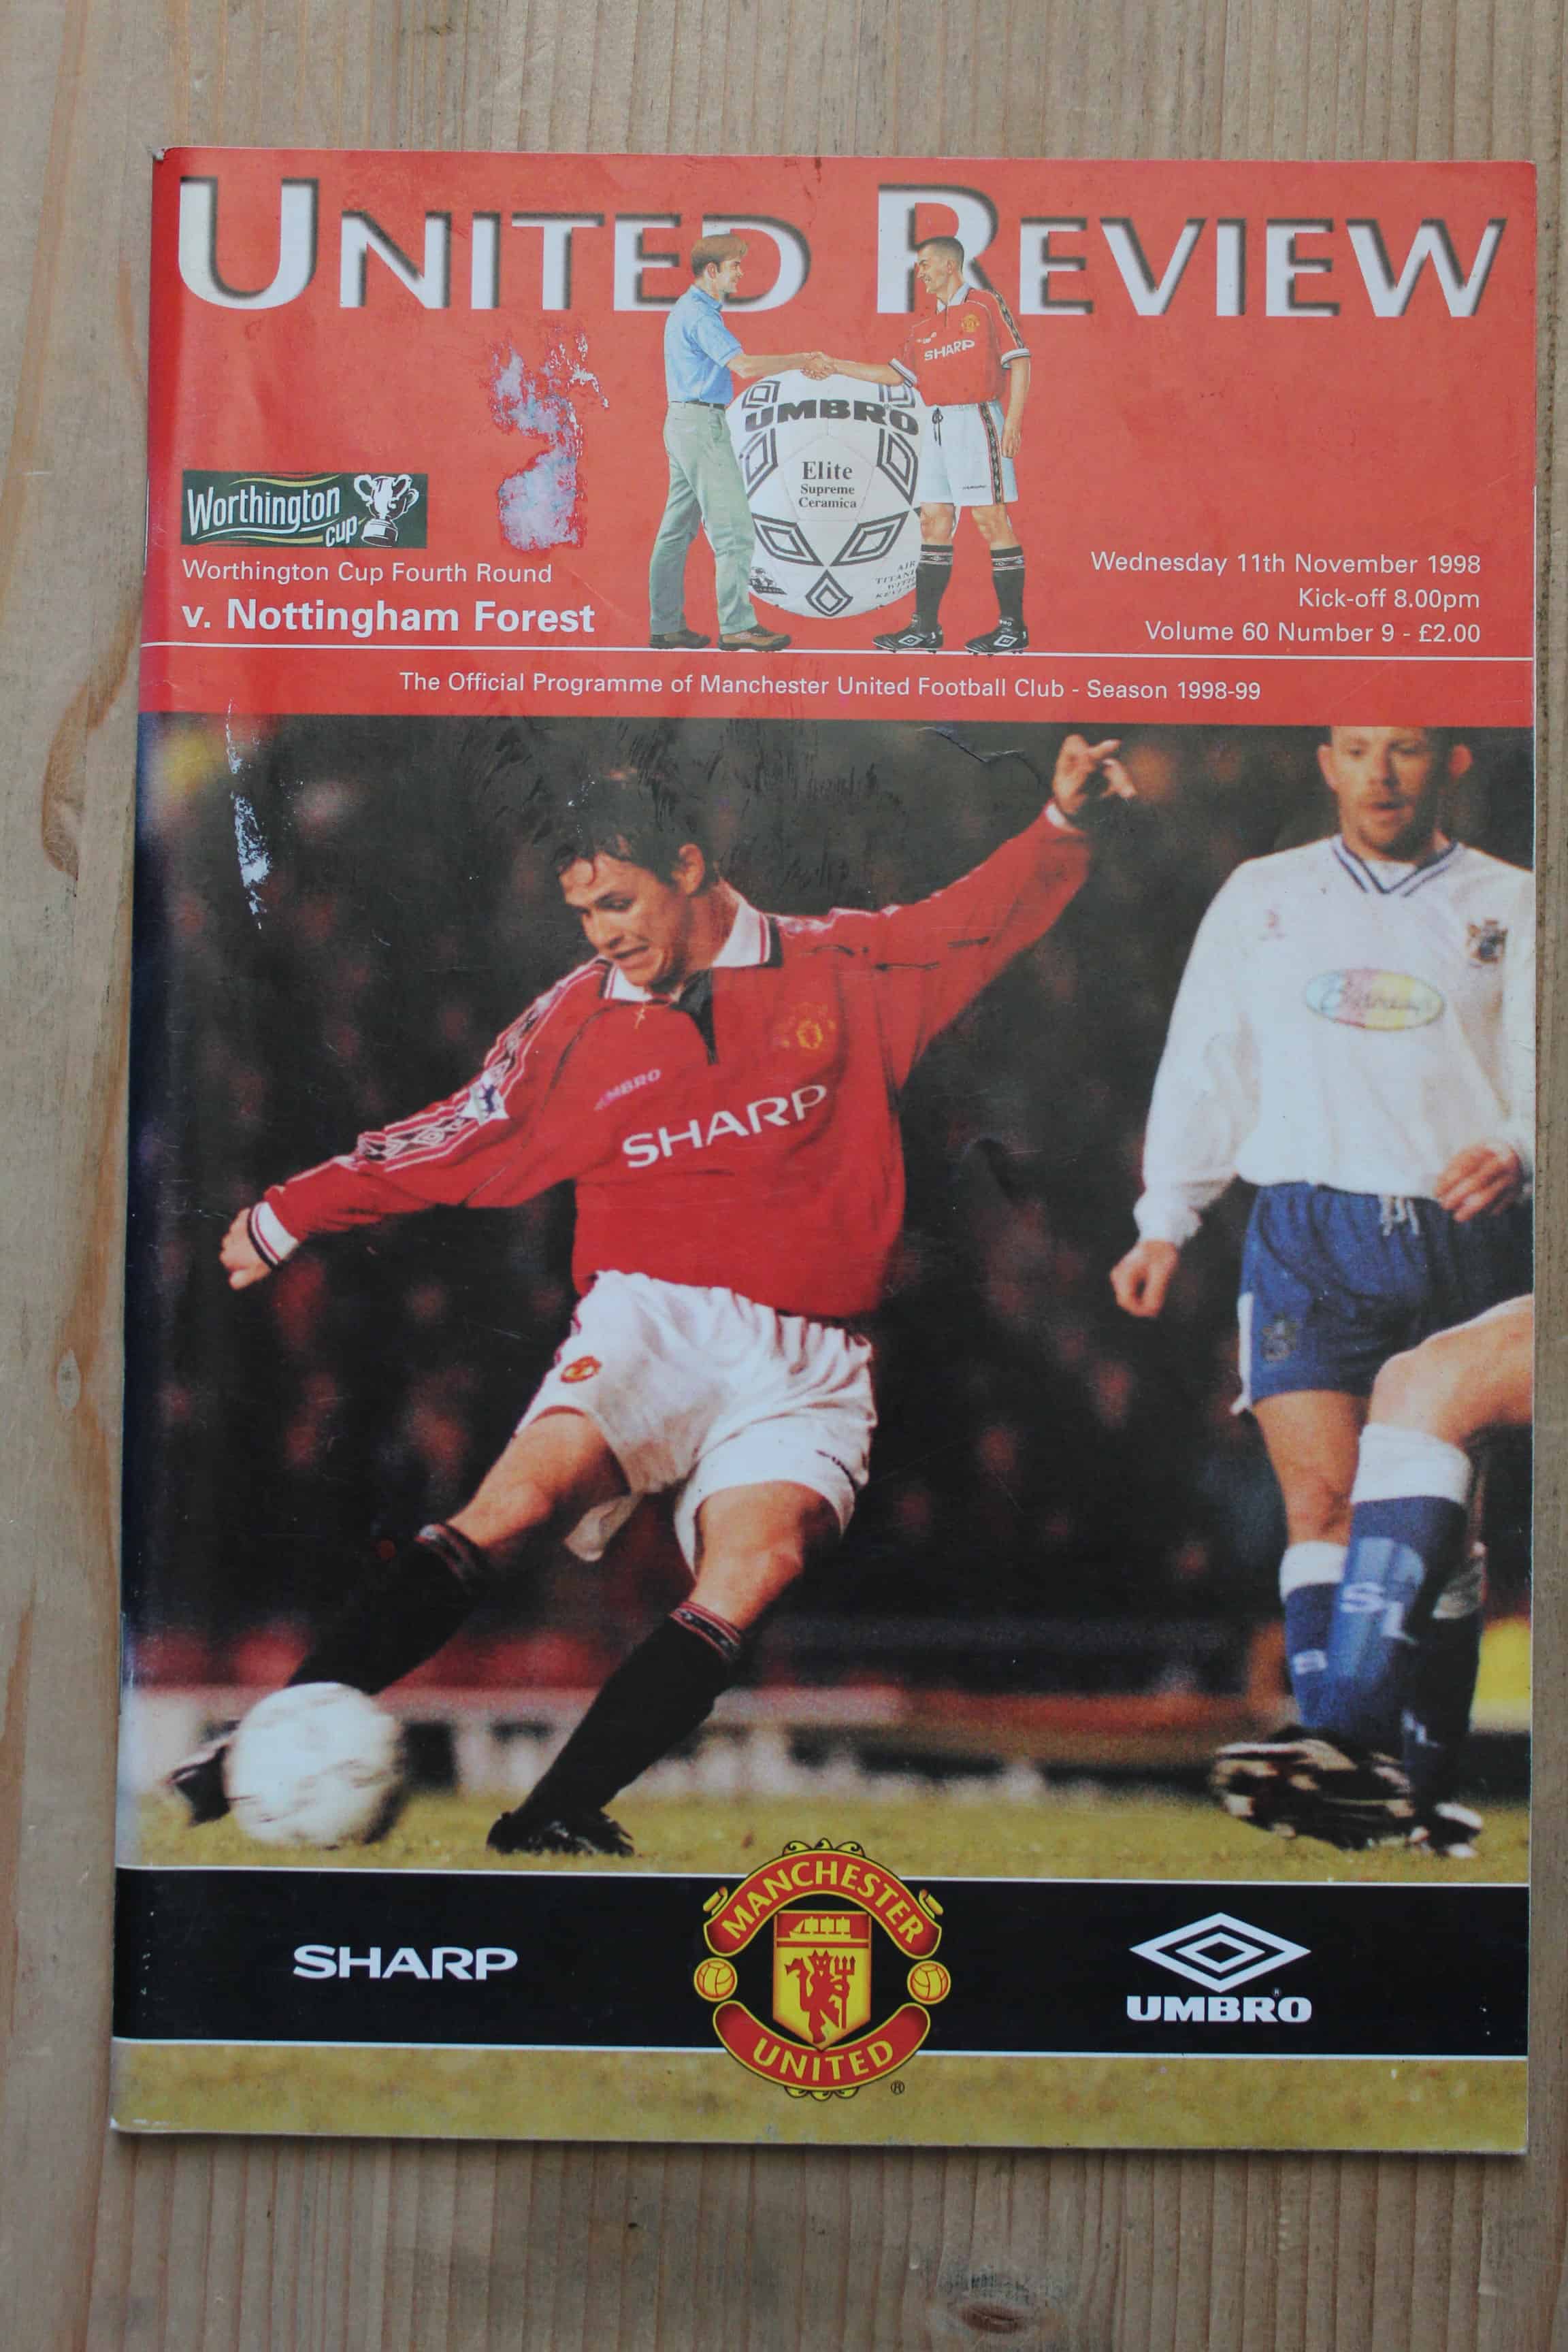 UNITED REVIEW
SHARP
UMBRO
Elite
Supreme
Ceramica
Worthington
cup
Worthington Cup Fourth Round
v. Nottingham Forest
Wednesday 11th November 1998
Kick-off 8.00pm
Volume 60 Number 9 - £2.00
The Official Programme of Manchester United Football Club - Season 1998-99
UMBRO
SHARP
SHARP
MANCHESTER
UNITED
®
UMBRO